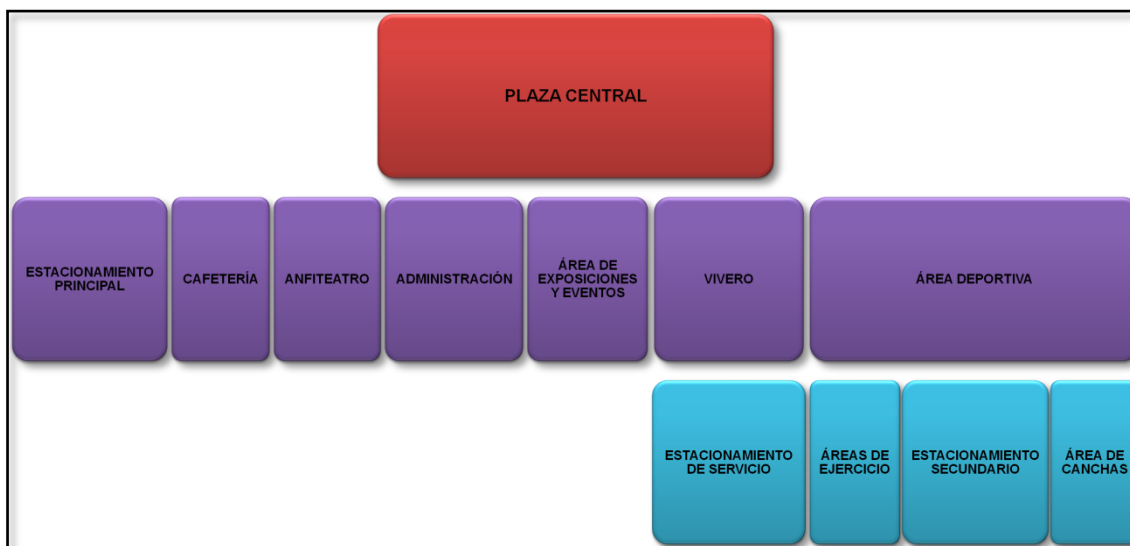 PLAZA CENTRAL
ESTACIONAMIENTO
PRINCIPAL
CAFETERÍA
ANFITEATRO
ADMINISTRACIÓN
ÁREA DE
EXPOSICIONES
Y EVENTOS
VIVERO
ÁREA DEPORTIVA
ESTACIONAMIENTO
DE SERVICIO
ÁREAS DE
EJERCICIO
ESTACIONAMIENTO
SECUNDARIO
ÁREA DE
CANCHAS